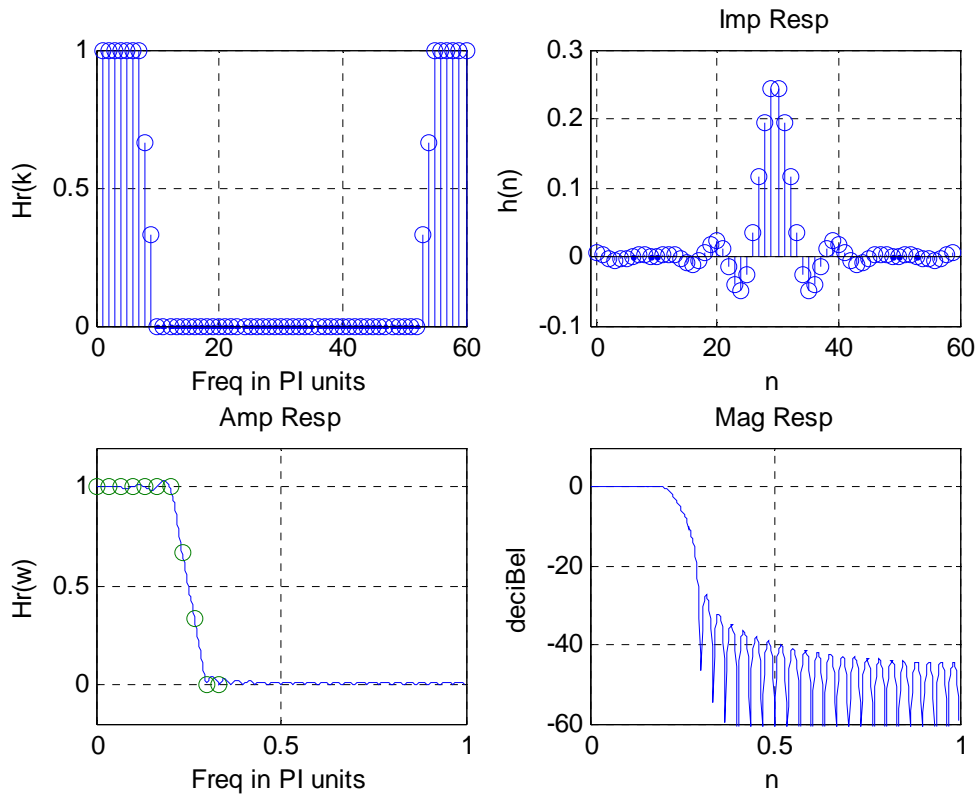 Imp Resp
1
0.5
0
Hr(k)
0 20 40 60
Freq in PI units
0.3
0.2
0.1
0
-0.1
h(n)
0 20 40 60
n
Amp Resp
1
0.5
0
Hr(w)
0 0.5 1
Freq in PI units
Mag Resp
0
-20
-40
-60
deciBel
0 0.5 1
n